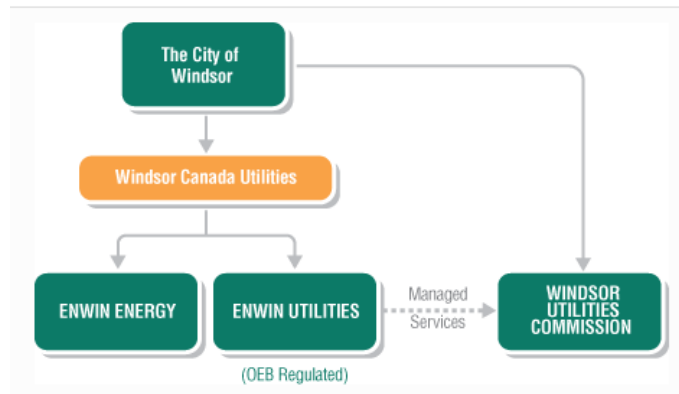 The City of
Windsor
Windsor Canada Utilities
ENWIN ENERGY
ENWIN UTILITIES
Managed
Services
WINDSOR
UTILITIES
COMMISSION
(OEB Regulated)